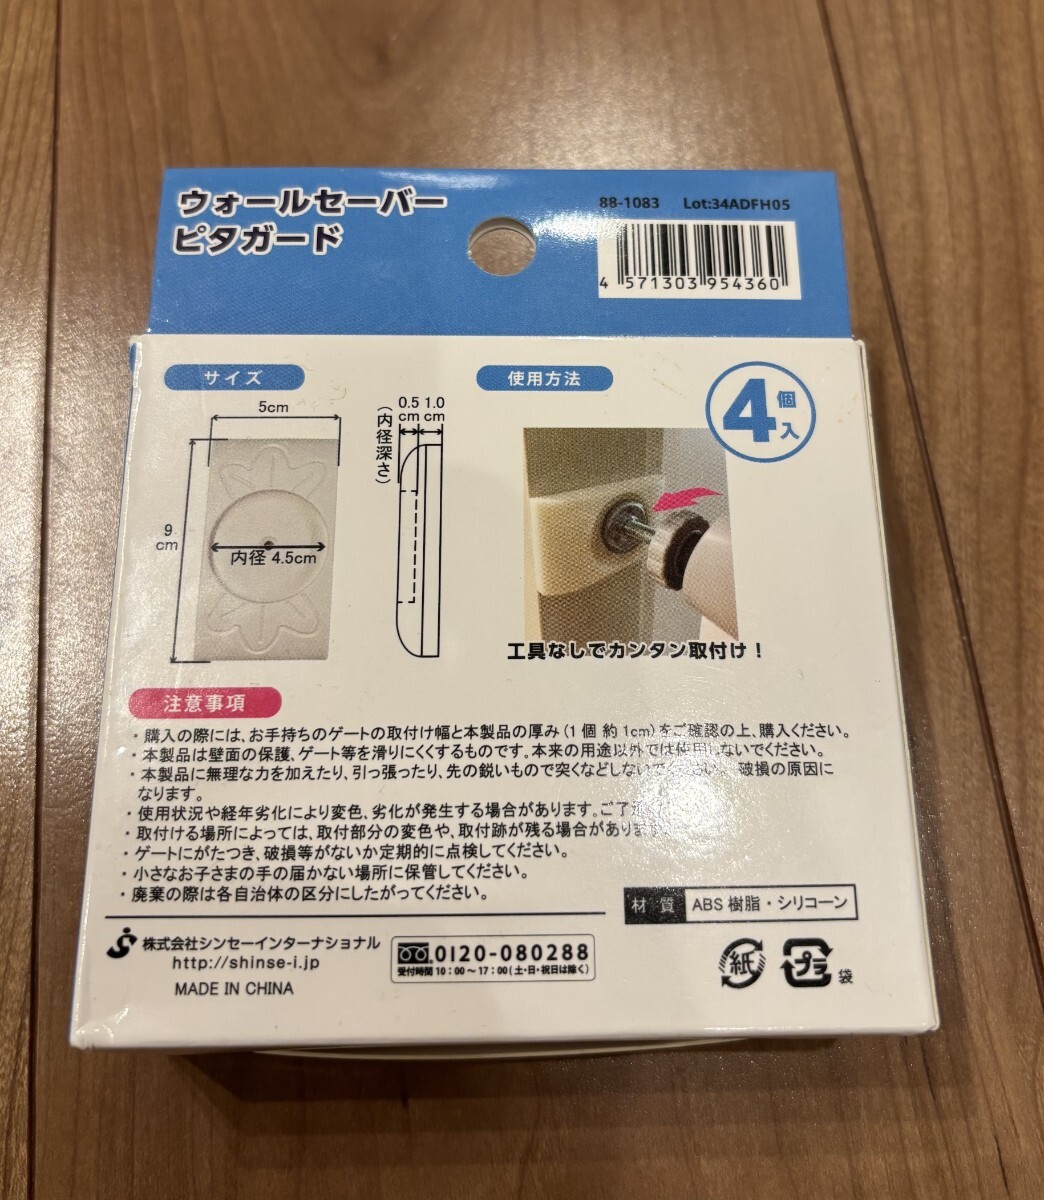 ウォールセーバー
ピタガード
88-1083 Lot:34ADFH05
4 571303 954360
サイズ
5cm
9
cm
内径 4.5cm
0.5 1.0
cm cm
(内径深さ)
使用方法
4個入
工具なしでカンタン取付け!
注意事項
・購入の際には、お手持ちのゲートの取付け幅と本製品の厚み(1個 約1cm)をご確認の上、購入ください。
・本製品は壁面の保護、ゲート等を滑りにくくするものです。本来の用途以外では使用しないでください。
・本製品に無理な力を加えたり、引っ張ったり、先の鋭いもので突くなどしないでください。破損の原因に
なります。
・使用状況や経年劣化により変色、劣化が発生する場合があります。ご了承く
・取付ける場所によっては、取付部分の変色や、取付跡が残る場合があります
・ゲートにがたつき、破損等がないか定期的に点検してください。
・小さなお子さまの手の届かない場所に保管してください。
・廃棄の際は各自治体の区分にしたがってください。
材質 ABS 樹脂・シリコーン
株式会社シンセーインターナショナル
http://shinse-i.jp
MADE IN CHINA
0120-080288
受付時間 10:00〜17:00(土・日・祝日は除く)
紙
プラ
袋